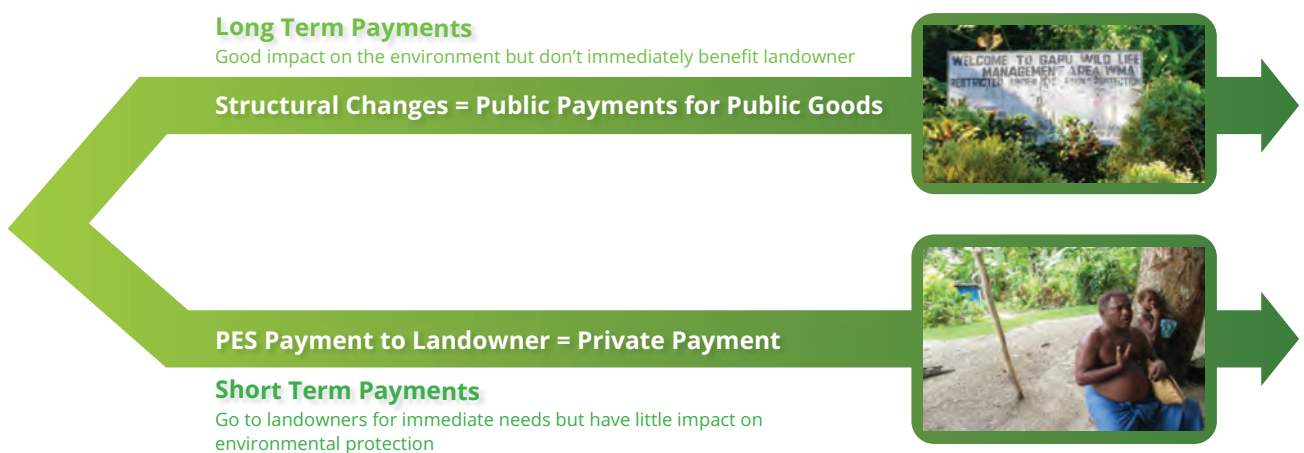 Long Term Payments
Good impact on the environment but don't immediately benefit landowner
Structural Changes = Public Payments for Public Goods
WELCOME TO GARU WILD LIFE
MANAGEMENT AREA WMA
RESTRICTED
PES Payment to Landowner = Private Payment
Short Term Payments
Go to landowners for immediate needs but have little impact on
environmental protection